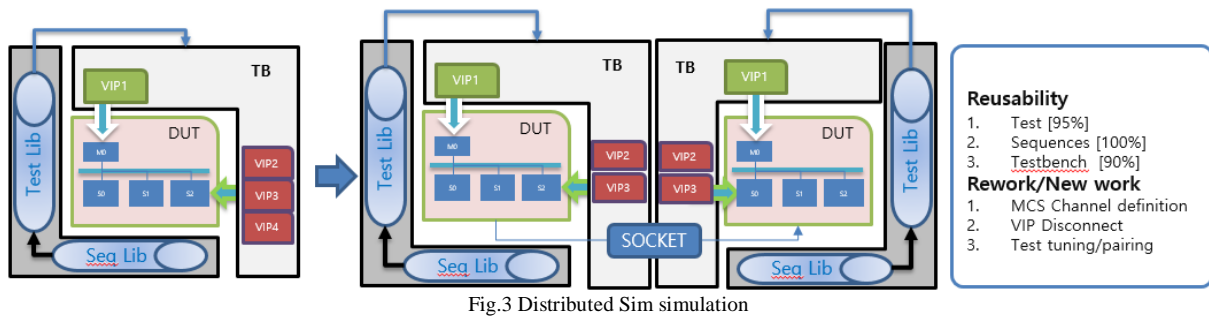 TB
VIP1
DUT
M0
S0
S1
S2
VIP2
VIP3
VIP4
Test Lib
Seq Lib
TB
VIP1
DUT
M0
S0
S1
S2
VIP2
VIP3
Test Lib
Seq Lib
SOCKET
TB
VIP1
DUT
M0
S0
S1
S2
VIP2
VIP3
Test Lib
Seq Lib
Reusability
1. Test [95%]
2. Sequences [100%]
3. Testbench [90%]
Rework/New work
1. MCS Channel definition
2. VIP Disconnect
3. Test tuning/pairing
Fig.3 Distributed Sim simulation